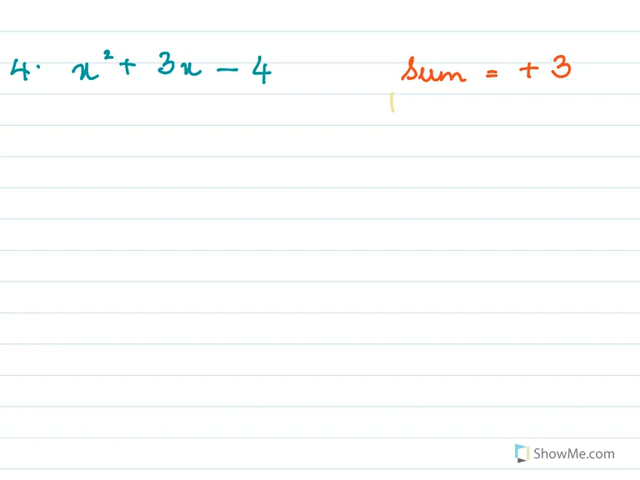 4. x² + 3x - 4
Sum = + 3
ShowMe.com